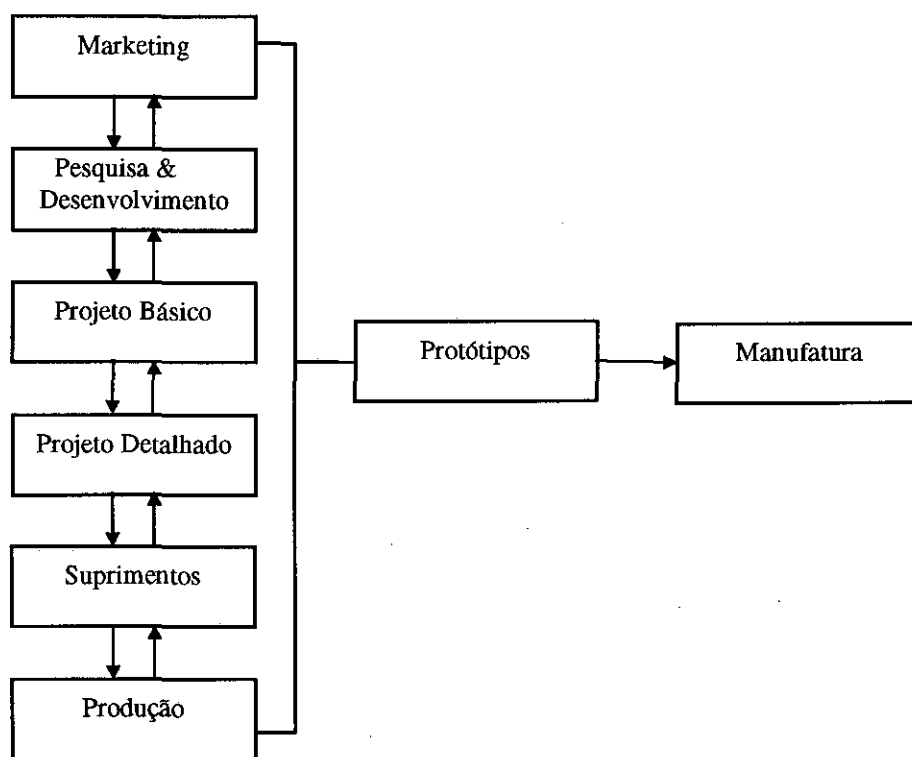 Marketing
Pesquisa &
Desenvolvimento
Projeto Básico
Protótipos
Manufatura
Projeto Detalhado
Suprimentos
Produção